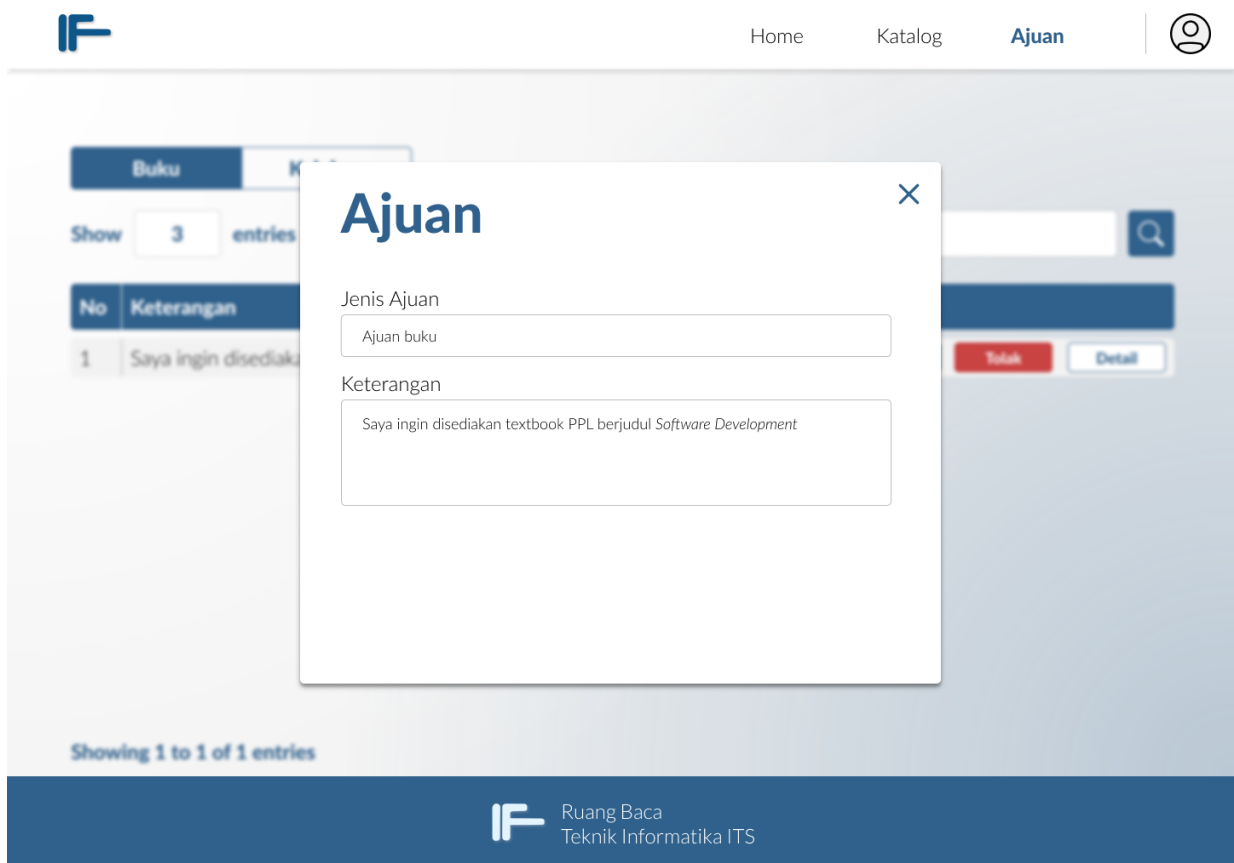 Home Katalog Ajuan
Buku
Show 3 entries
No Keterangan
1 Saya ingin
Tolak Detail
Ajuan
Jenis Ajuan
Ajuan buku
Keterangan
Saya ingin disediakan textbook PPL berjudul Software Development
Showing 1 to 1 of 1 entries
Ruang Baca
Teknik Informatika ITS